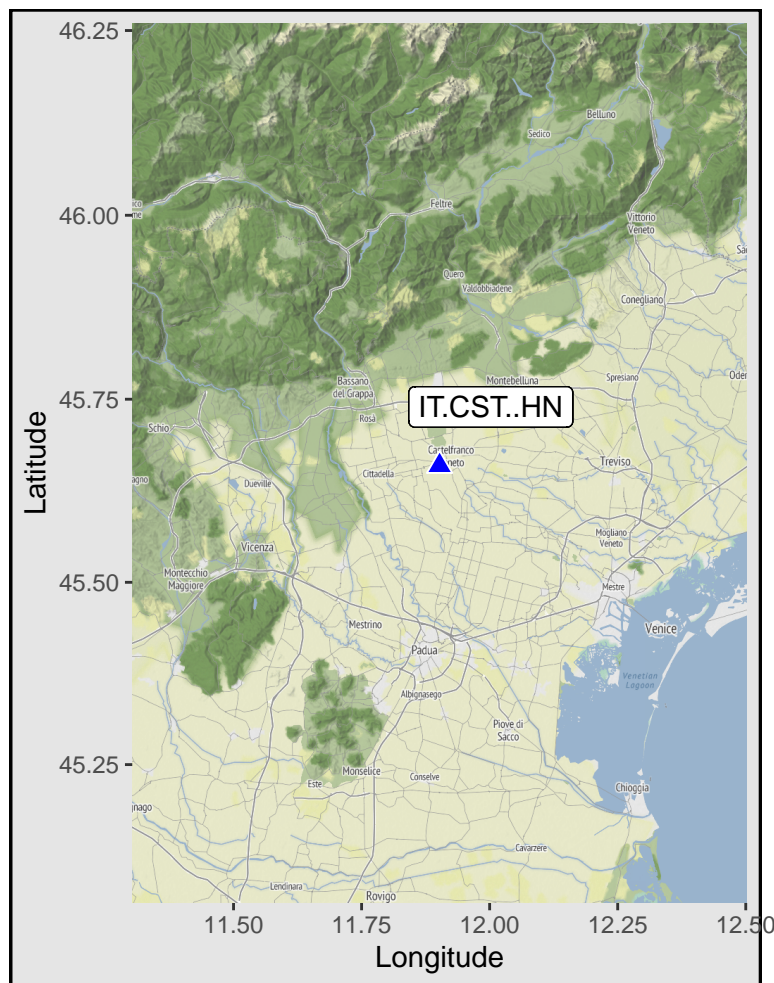 46.25
Belluno
Sedico
46.00
Feltre
Vittorio
Veneto
Quero
Valdobbiadene
Conegliano
45.75
Bassano
del Grappa
Montebelluna
Spresiano
IT.CST..HN
Rosà
Schio
Castelfranco
Cittadella
Treviso
Dueville
Mogliano
Veneto
Vicenza
45.50
Montecchio
Maggiore
Mestre
Mestrino
Venice
Padua
Venetian
Lagoon
Albignasego
Piove di
Sacco
45.25
Monselice
Conselve
Este
Chioggia
Cavarzere
Lendinara
Rovigo
11.50
11.75
12.00
12.25
12.50
Longitude
Latitude